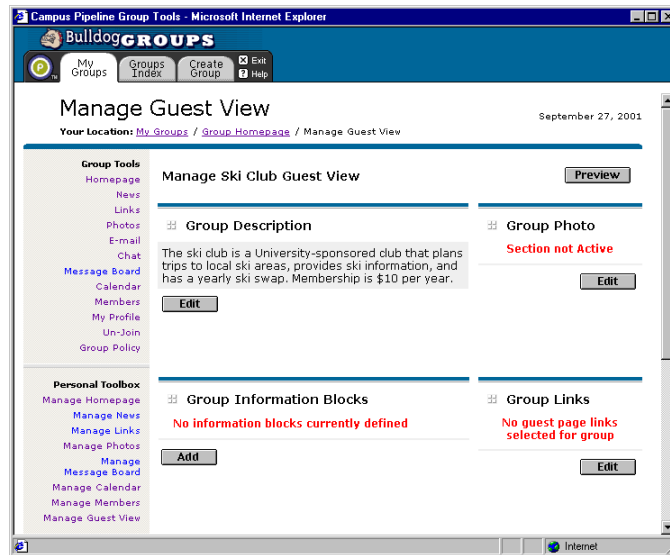 Campus Pipeline Group Tools - Microsoft Internet Explorer
Bulldog GROUPS
My Groups
Groups Index
Create Group
Exit
Help
Manage Guest View
September 27, 2001
Your Location: My Groups / Group Homepage / Manage Guest View
Group Tools
Homepage
News
Links
Photos
E-mail
Chat
Message Board
Calendar
Members
My Profile
Un-Join
Group Policy
Personal Toolbox
Manage Homepage
Manage News
Manage Links
Manage Photos
Manage
Message Board
Manage Calendar
Manage Members
Manage Guest View
Manage Ski Club Guest View
Preview
Group Description
The ski club is a University-sponsored club that plans
trips to local ski areas, provides ski information, and
has a yearly ski swap. Membership is $10 per year.
Edit
Group Photo
Section not Active
Edit
Group Information Blocks
No information blocks currently defined
Add
Group Links
No guest page links
selected for group
Edit
Internet